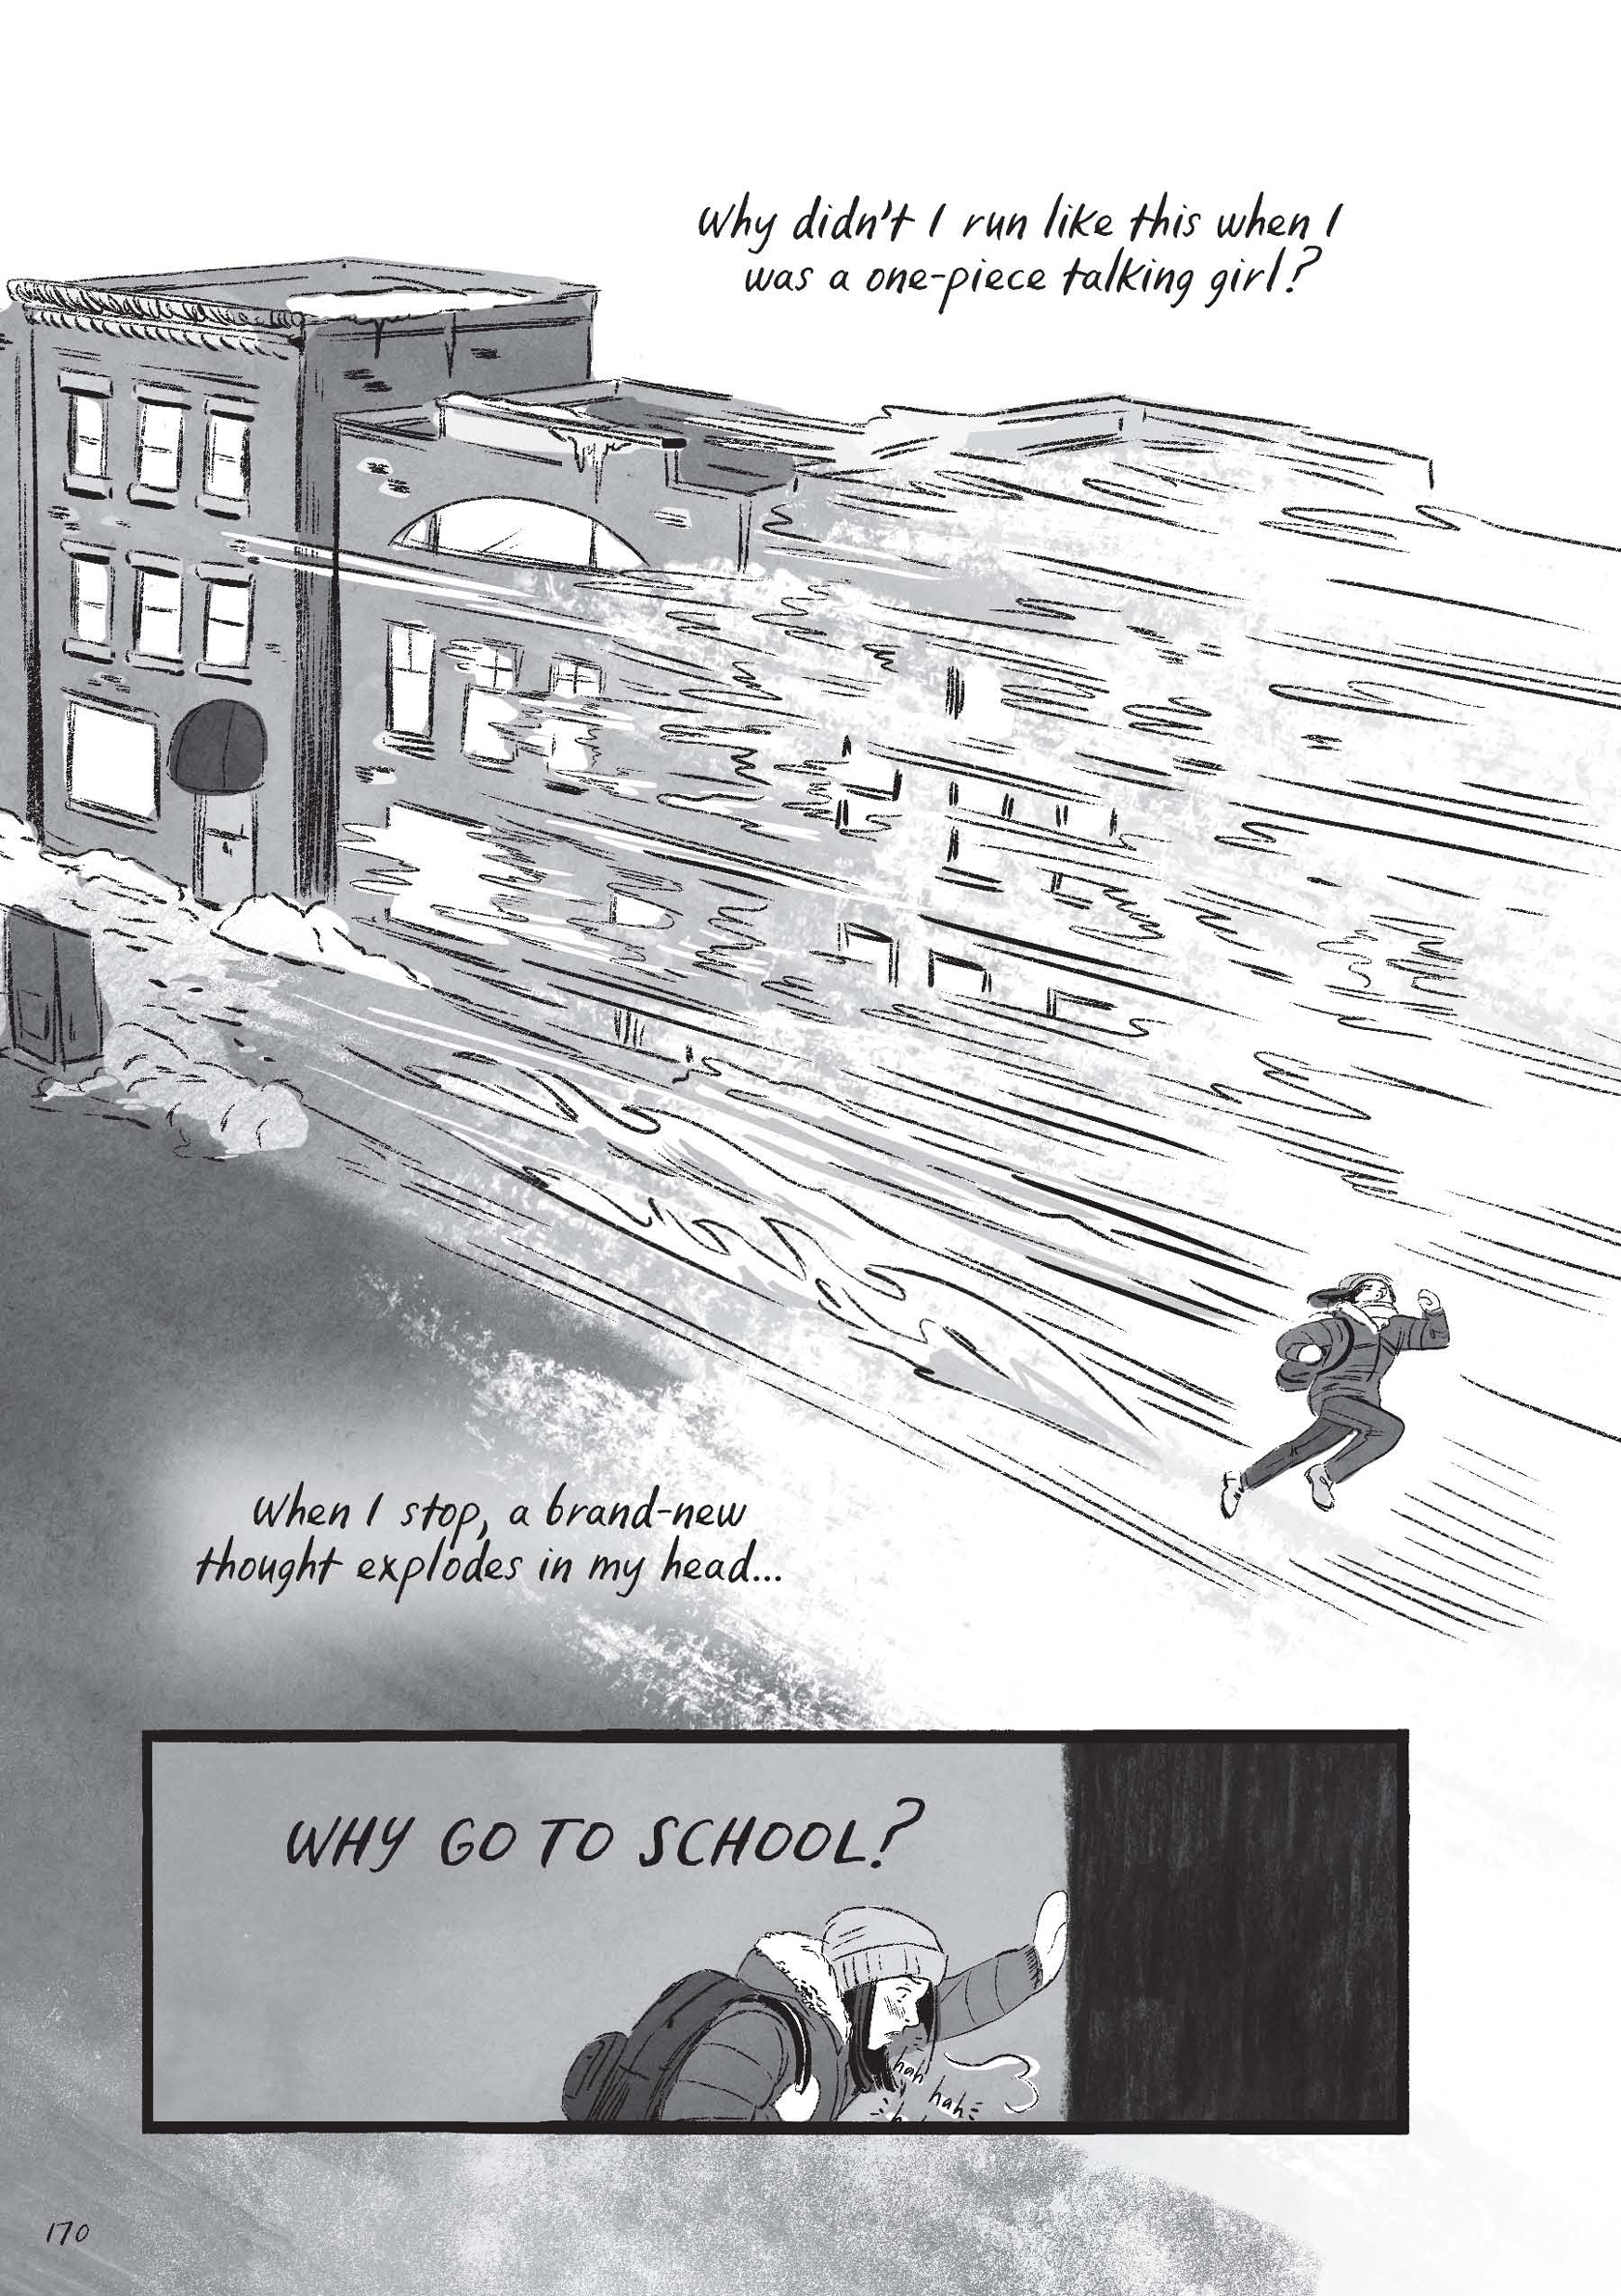 Why didn't I run like this when I
was a one-piece talking girl?
When I stop, a brand-new
thought explodes in my head...
WHY GO TO SCHOOL?
hah
hah
170